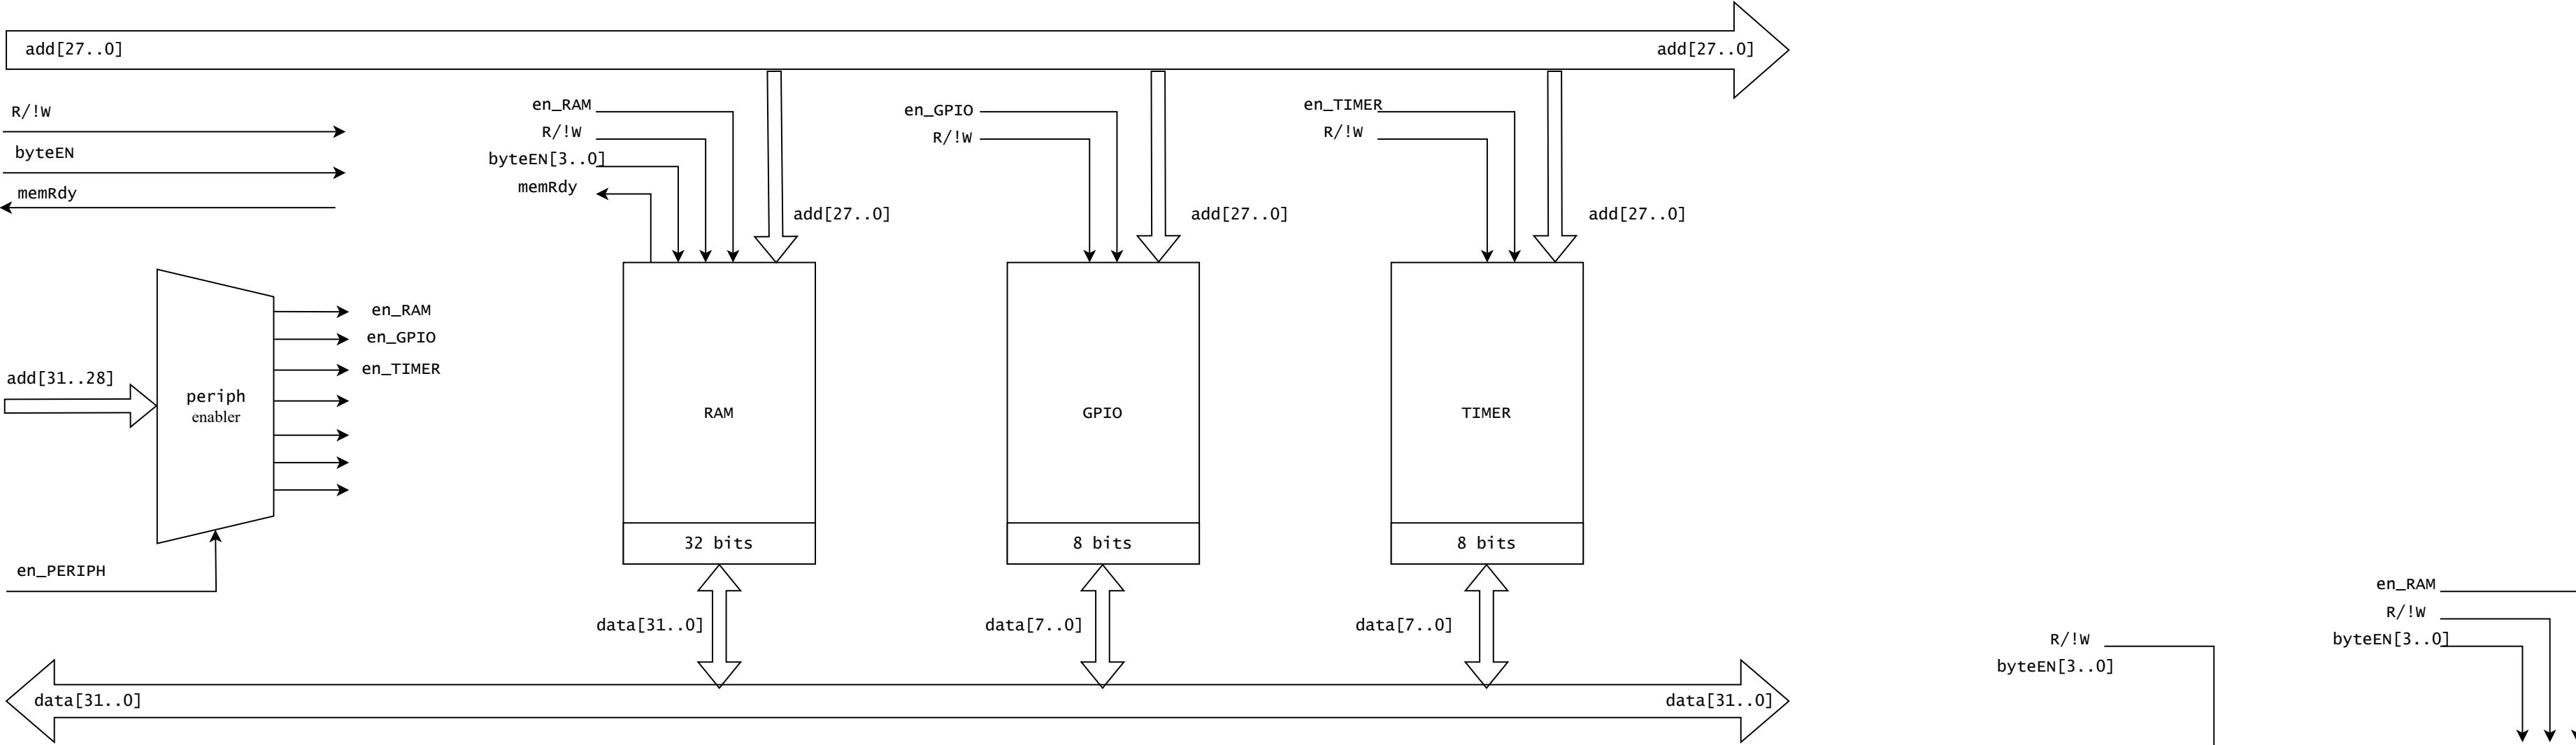 add[27..0]
add[27..0]
R/!W
byteEN
memRdy
en_RAM
R/!W
byteEN[3..0]
memRdy
add[27..0]
en_GPIO
R/!W
add[27..0]
en_TIMER
R/!W
add[27..0]
en_RAM
en_GPIO
en_TIMER
add[31..28]
periph
enabler
en_PERIPH
RAM
32 bits
GPIO
8 bits
TIMER
8 bits
data[31..0]
data[7..0]
data[7..0]
data[31..0]
data[31..0]
R/!W
byteEN[3..0]
en_RAM
R/!W
byteEN[3..0]